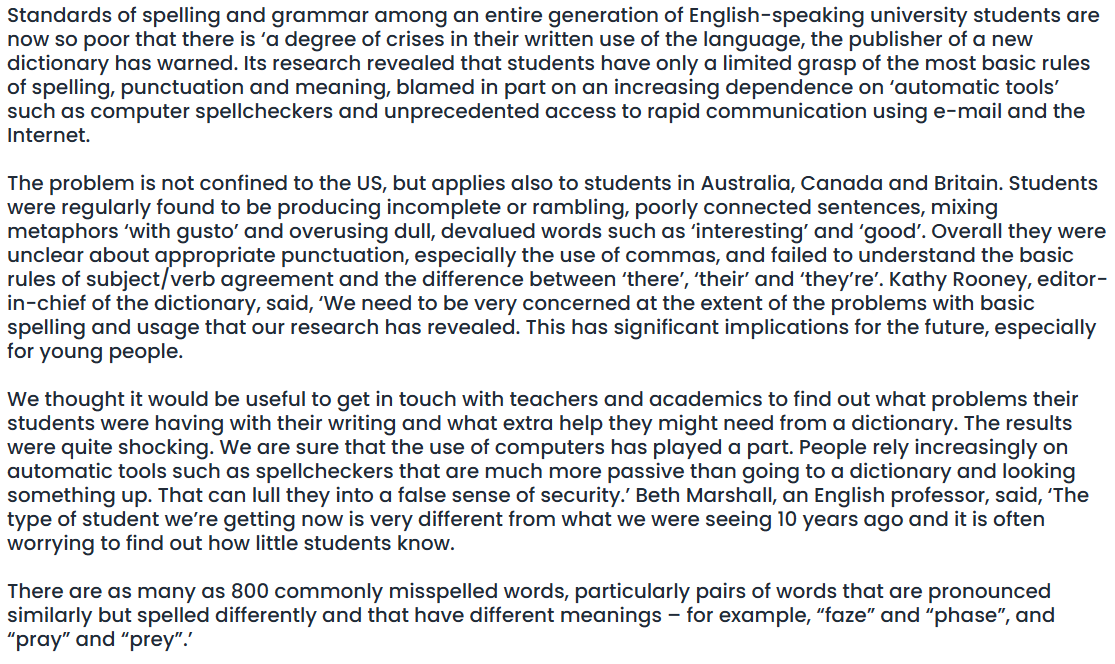 Standards of spelling and grammar among an entire generation of English-speaking university students are
now so poor that there is ‘a degree of crises in their written use of the language, the publisher of a new
dictionary has warned. Its research revealed that students have only a limited grasp of the most basic rules
of spelling, punctuation and meaning, blamed in part on an increasing dependence on ‘automatic tools’
such as computer spellcheckers and unprecedented access to rapid communication using e-mail and the
Internet.

The problem is not confined to the US, but applies also to students in Australia, Canada and Britain. Students
were regularly found to be producing incomplete or rambling, poorly connected sentences, mixing
metaphors ‘with gusto’ and overusing dull, devalued words such as ‘interesting’ and ‘good’. Overall they were
unclear about appropriate punctuation, especially the use of commas, and failed to understand the basic
rules of subject/verb agreement and the difference between ‘there’, ‘their’ and ‘they’re’. Kathy Rooney, editor-
in-chief of the dictionary, said, ‘We need to be very concerned at the extent of the problems with basic
spelling and usage that our research has revealed. This has significant implications for the future, especially
for young people.

We thought it would be useful to get in touch with teachers and academics to find out what problems their
students were having with their writing and what extra help they might need from a dictionary. The results
were quite shocking. We are sure that the use of computers has played a part. People rely increasingly on
automatic tools such as spellcheckers that are much more passive than going to a dictionary and looking
something up. That can lull they into a false sense of security.’ Beth Marshall, an English professor, said, ‘The
type of student we’re getting now is very different from what we were seeing 10 years ago and it is often
worrying to find out how little students know.

There are as many as 800 commonly misspelled words, particularly pairs of words that are pronounced
similarly but spelled differently and that have different meanings – for example, “faze” and “phase”, and
“pray” and “prey”.’